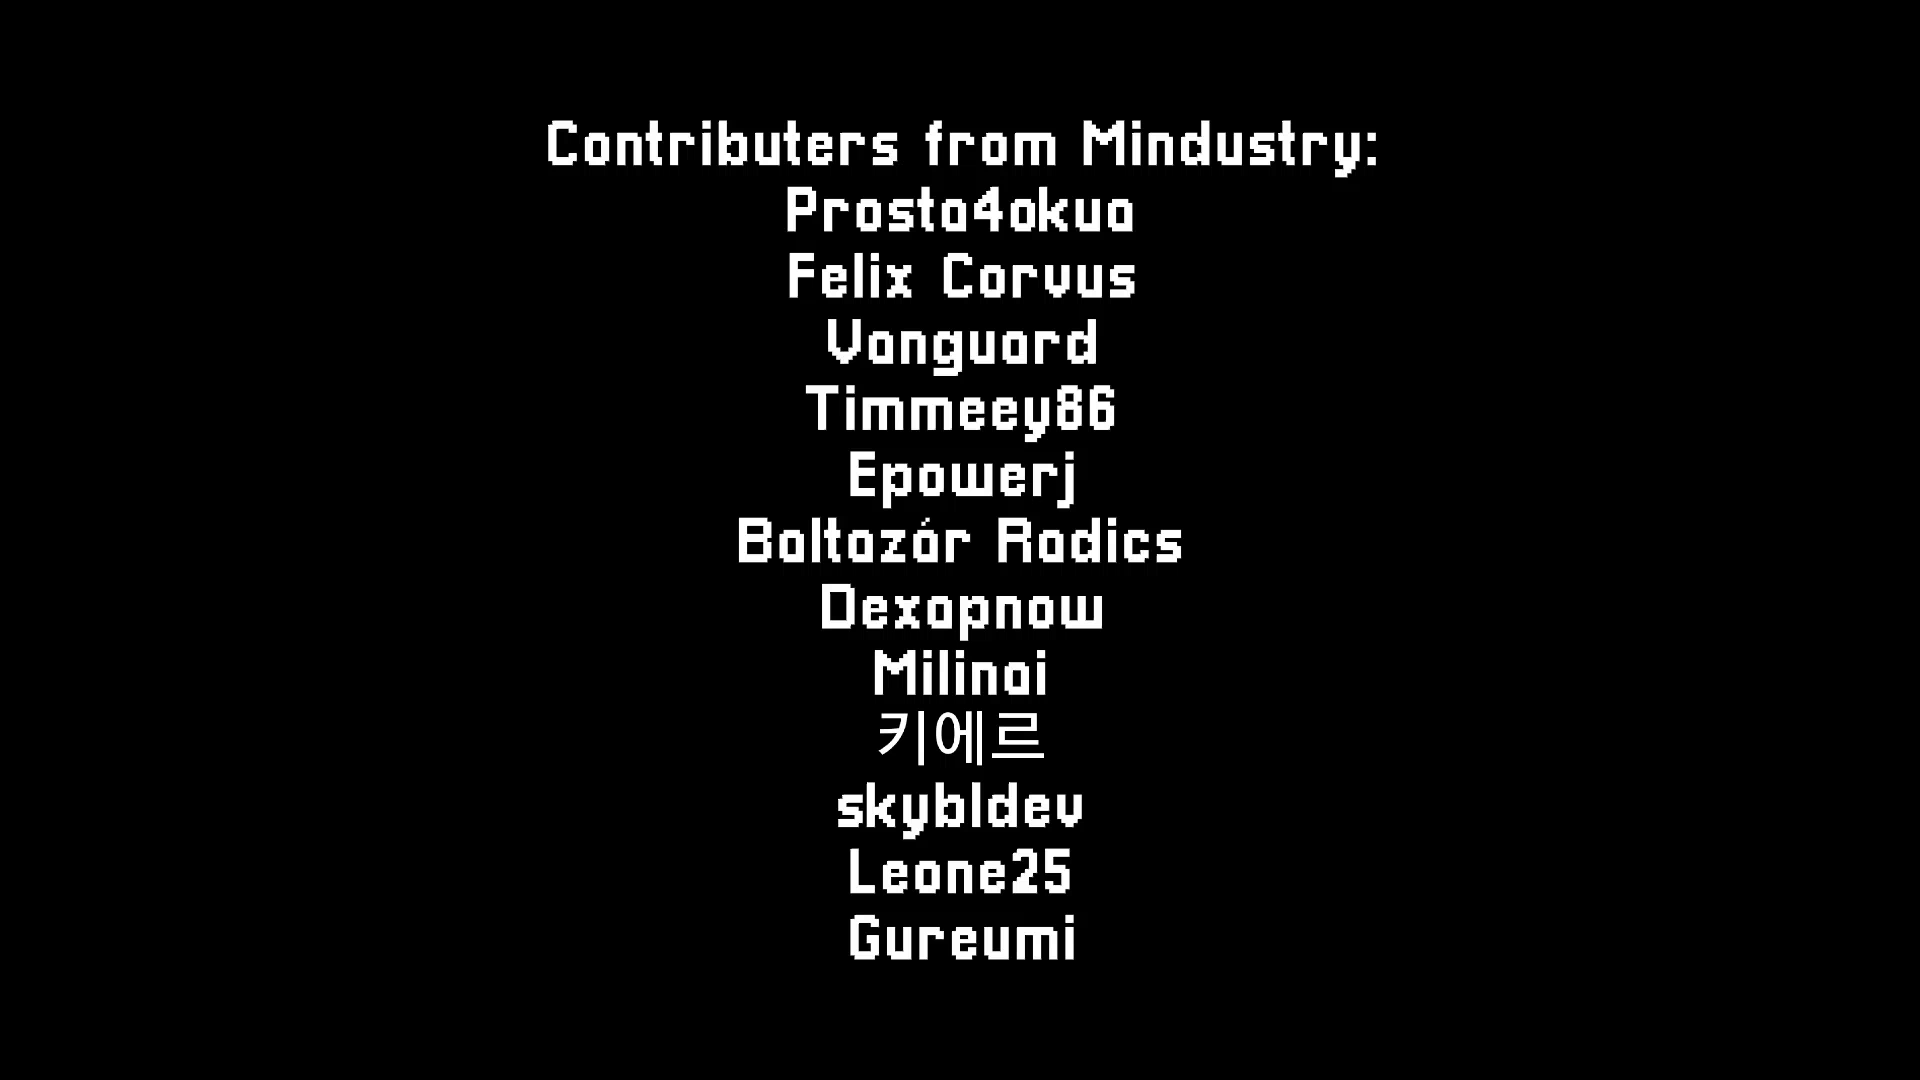 Contributers from Mindustry:
Prosta4okua
Felix Corvus
Vanguard
Timmeey86
Epowerj
Baltazár Radics
Dexapnow
Milinai
키에르
skybldev
Leone25
Gureumi